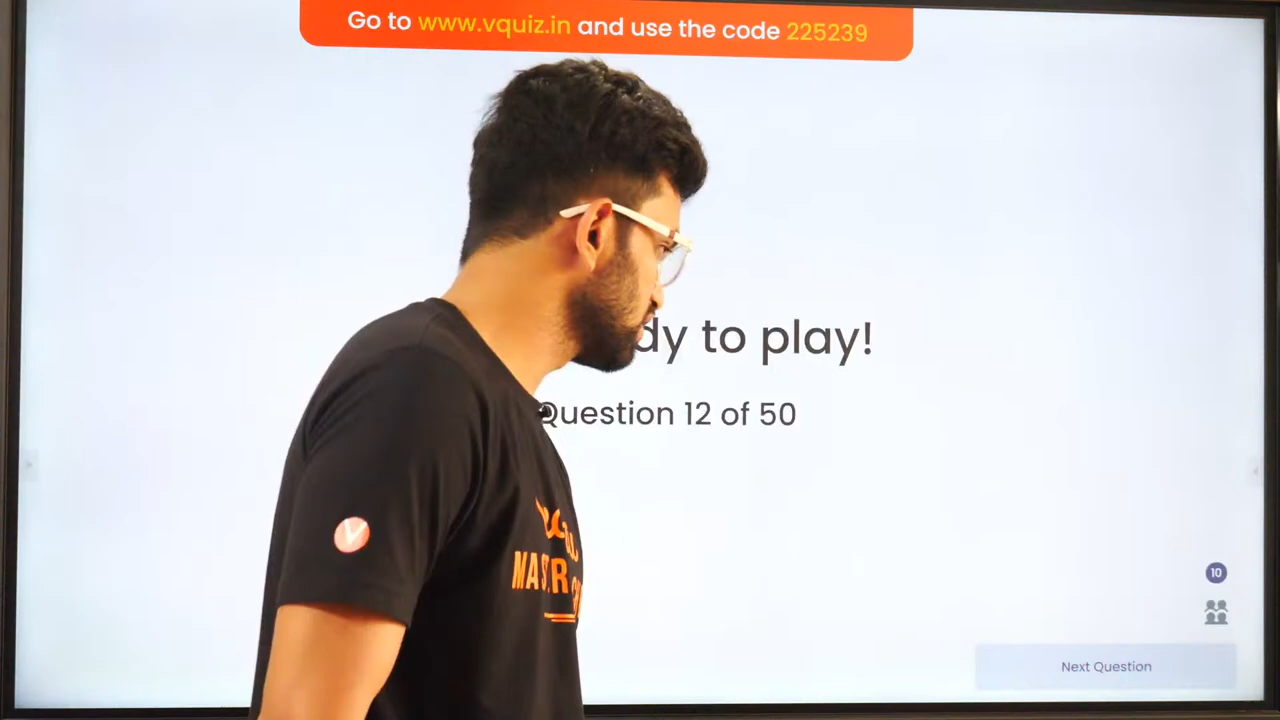 Go to www.vquiz.in and use the code 225239
to play!
Question 12 of 50
10
Next Question
V